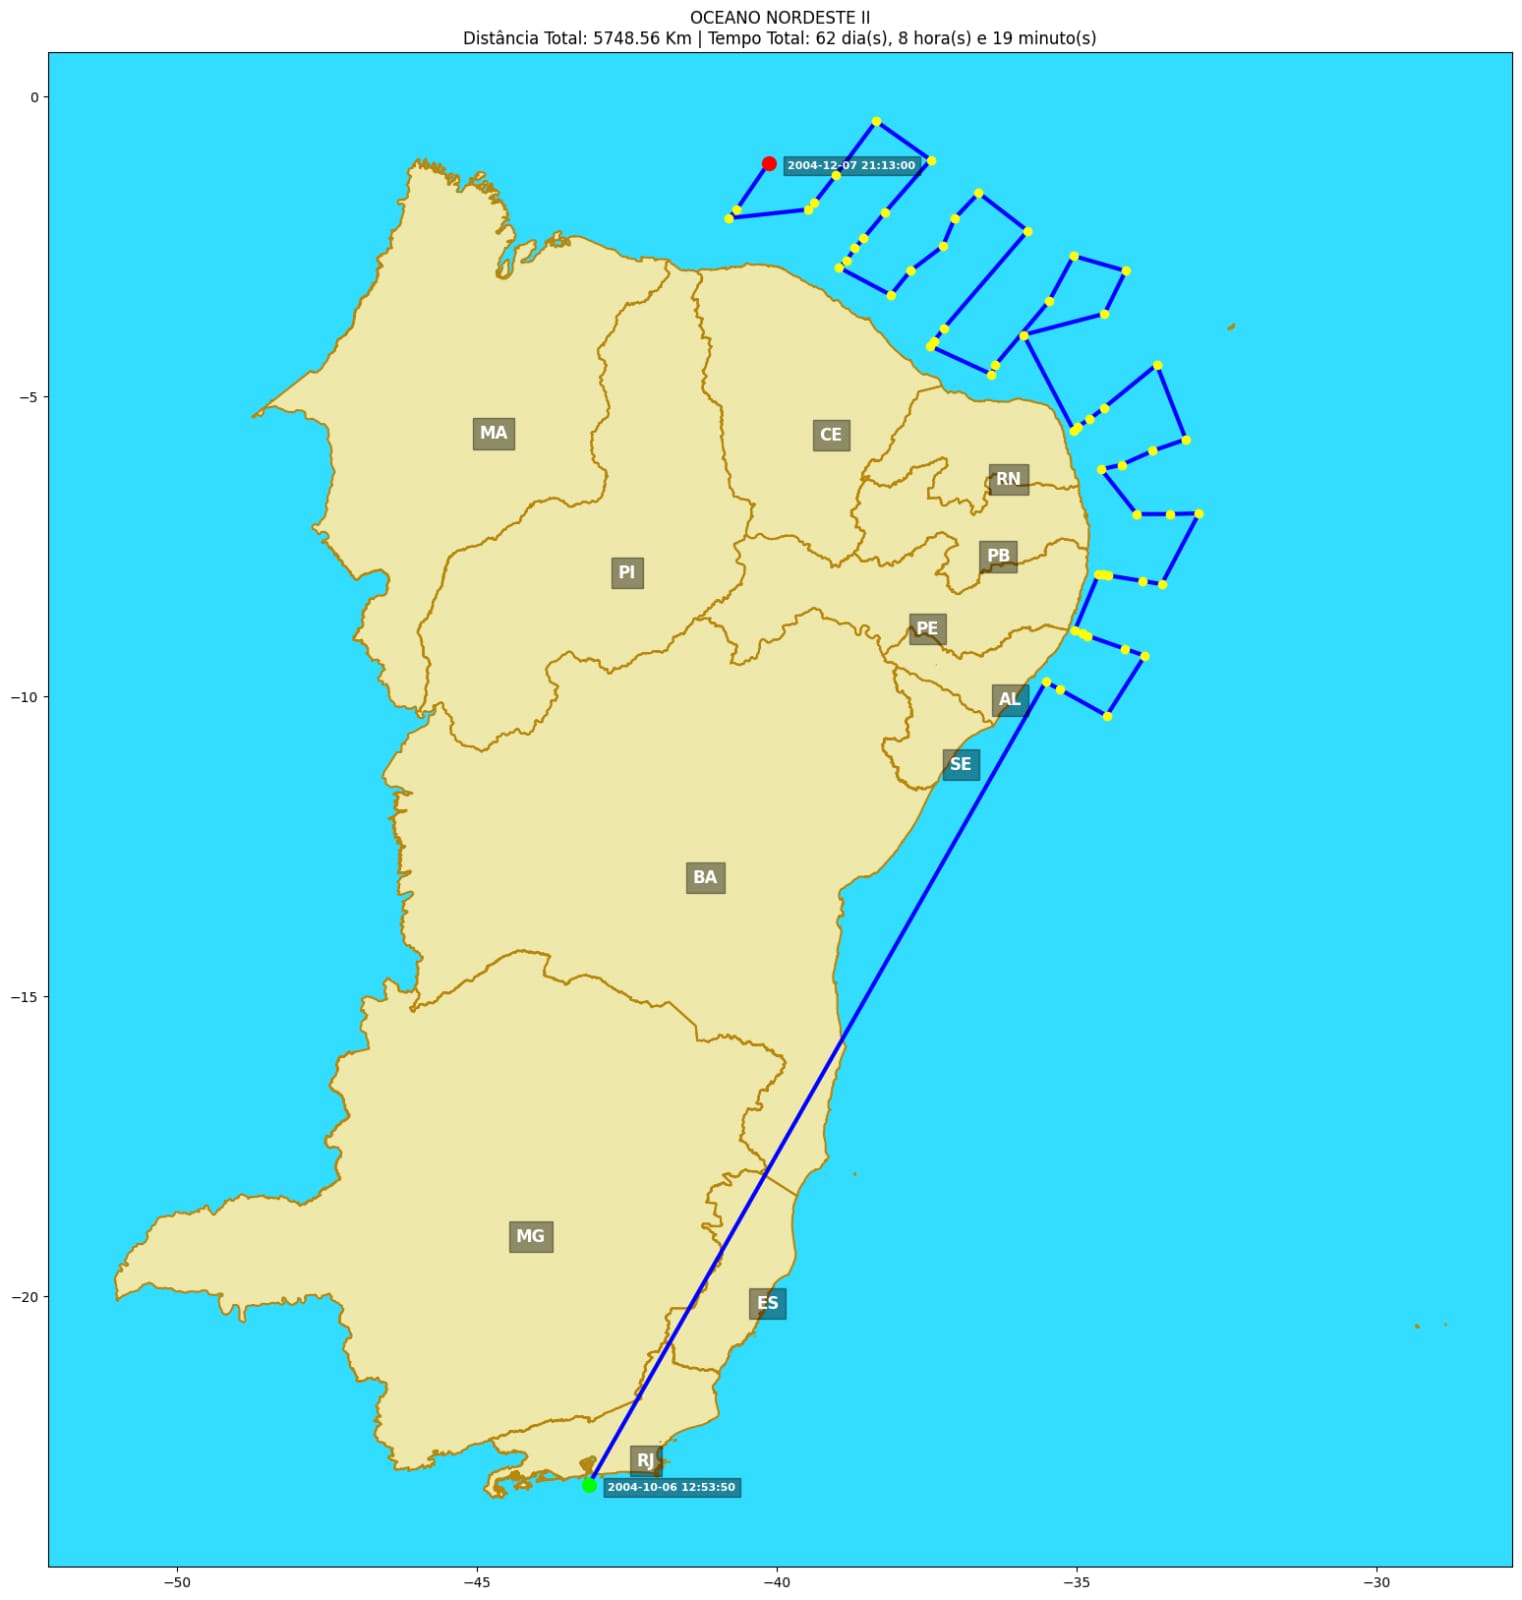 OCEANO NORDESTE II
Distância Total: 5748.56 Km | Tempo Total: 62 dia(s), 8 hora(s) e 19 minuto(s)
0
2004-12-07 21:13:00
−5
MA
CE
RN
PB
PI
PE
−10
AL
SE
BA
−15
MG
−20
ES
RJ
2004-10-06 12:53:50
−50
−45
−40
−35
−30